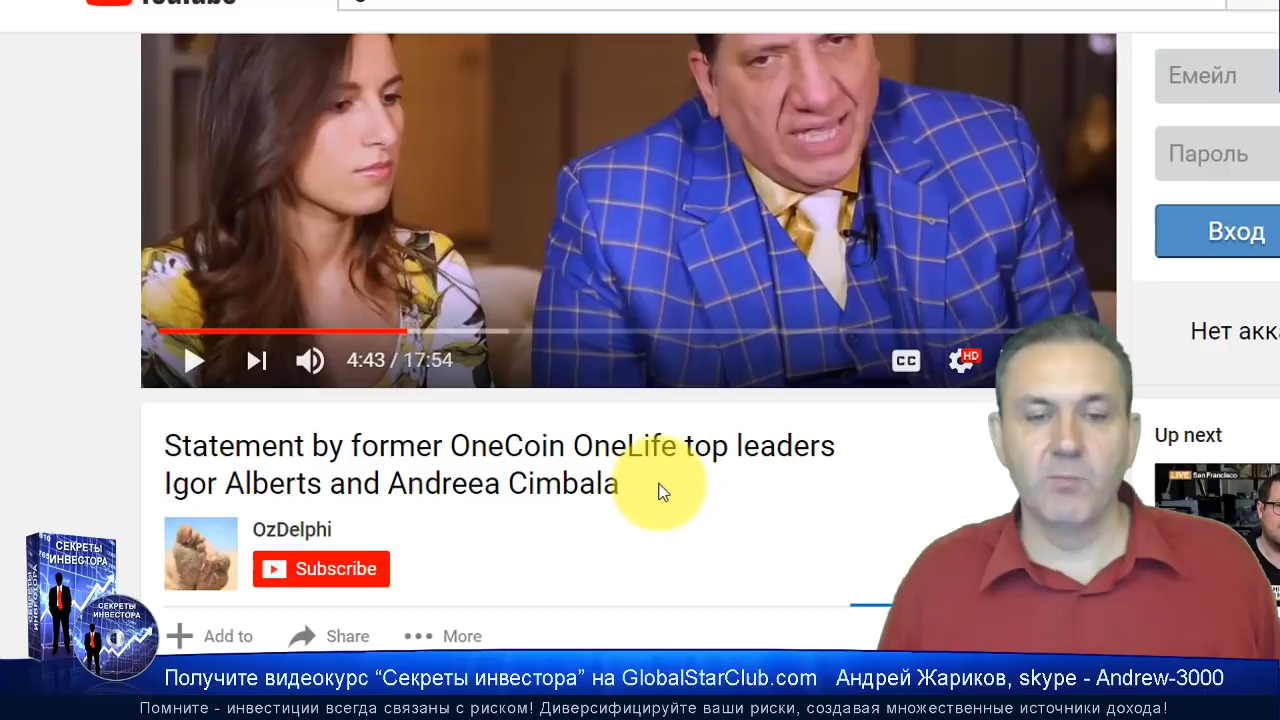 Емейл
Пароль
Вход
Нет акка
HD
CC
4:43 / 17:54
Statement by former OneCoin OneLife top leaders
Igor Alberts and Andreea Cimbala
Up next
LIVE San Francisco
OzDelphi
Subscribe
СЕКРЕТЫ
ИНВЕСТОРА
СЕКРЕТЫ
ИНВЕСТОРА
Add to
Share
More
Получите видеокурс “Секреты инвестора” на GlobalStarClub.com Андрей Жариков, skype - Andrew-3000
Помните - инвестиции всегда связаны с риском! Диверсифицируйте ваши риски, создавая множественные источники дохода!